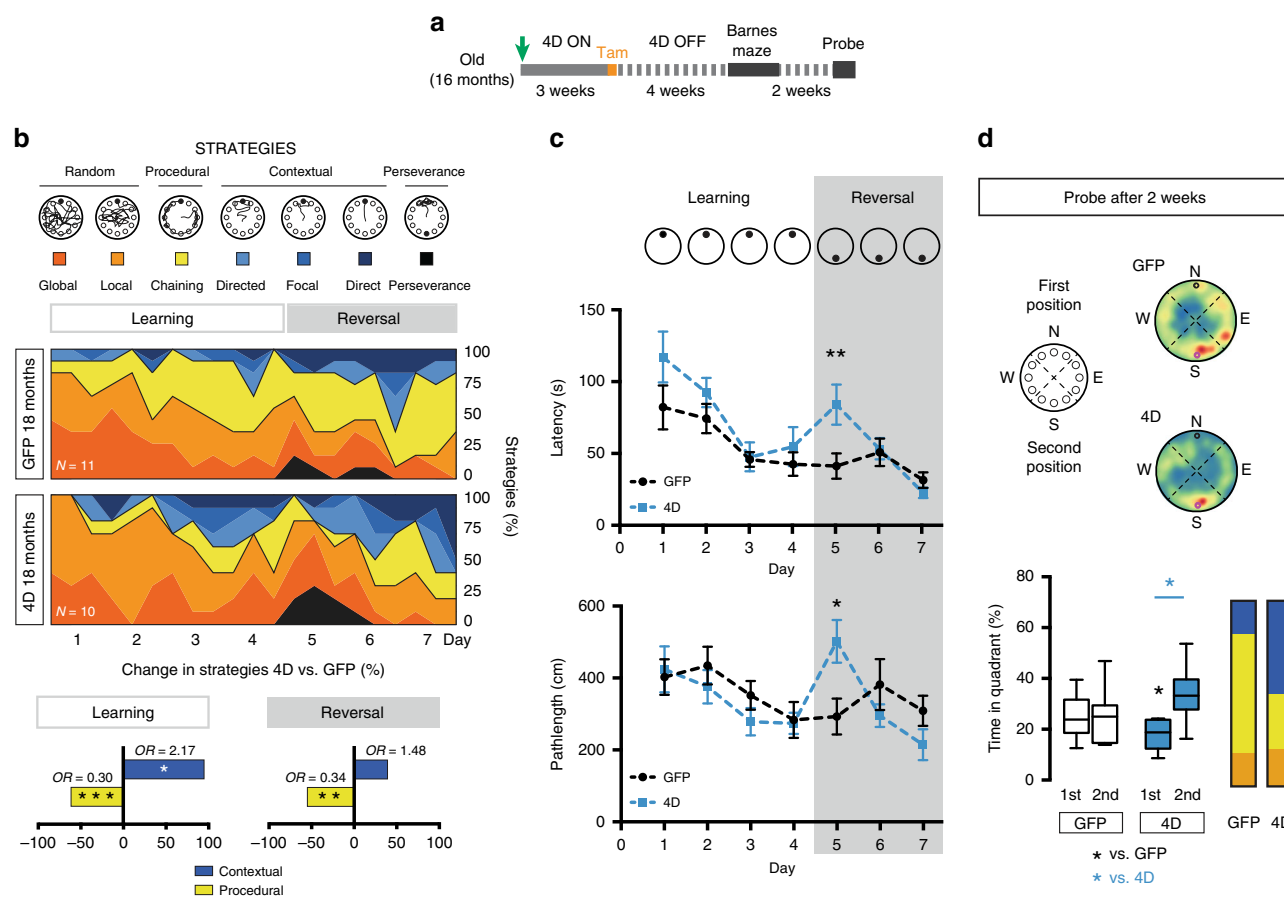 a
Old
(16 months)
4D ON
Tam
4D OFF
Barnes
maze
Probe
3 weeks
4 weeks
2 weeks
b
STRATEGIES
Random
Procedural
Contextual
Perseverance
Global
Local
Chaining
Directed
Focal
Direct
Perseverance
Learning
Reversal
GFP 18 months
N = 11
100
75
50
25
0
4D 18 months
N = 10
100
75
50
25
0
Strategies (%)
1 2 3 4 5 6 7 Day
Change in strategies 4D vs. GFP (%)
Learning
Reversal
OR = 2.17
*
OR = 0.30
* * *
–100 –50 0 50 100
OR = 1.48
OR = 0.34
* *
–100 –50 0 50 100
Contextual
Procedural
c
Learning
Reversal
Latency (s)
150
100
50
0
**
GFP
4D
0 1 2 3 4 5 6 7
Day
Pathlength (cm)
600
400
200
0
*
GFP
4D
0 1 2 3 4 5 6 7
Day
d
Probe after 2 weeks
First
position
N
W
E
S
Second
position
GFP
N
W
E
S
4D
N
W
E
S
Time in quadrant (%)
80
60
40
20
0
*
*
1st 2nd 1st 2nd
GFP
4D
GFP 4D
* vs. GFP
* vs. 4D